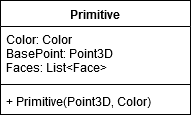 Primitive
Color: Color
BasePoint: Point3D
Faces: List<Face>
+ Primitive(Point3D, Color)